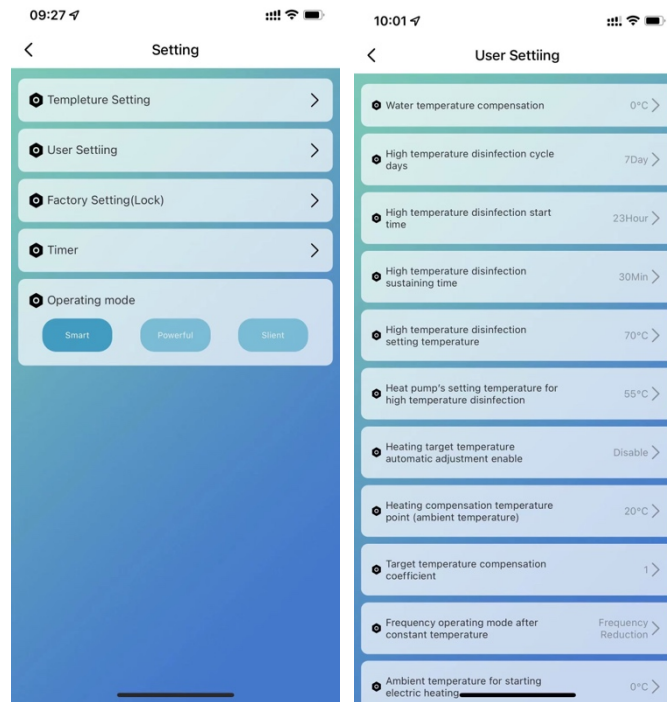 09:27
Setting
Templeture Setting
User Settiing
Factory Setting(Lock)
Timer
Operating mode
Smart
Powerful
Slient
10:01
User Settiing
Water temperature compensation
0°C
High temperature disinfection cycle
days
7Day
High temperature disinfection start
time
23Hour
High temperature disinfection
sustaining time
30Min
High temperature disinfection
setting temperature
70°C
Heat pump's setting temperature for
high temperature disinfection
55°C
Heating target temperature
automatic adjustment enable
Disable
Heating compensation temperature
point (ambient temperature)
20°C
Target temperature compensation
coefficient
1
Frequency operating mode after
constant temperature
Frequency
Reduction
Ambient temperature for starting
electric heating
0°C